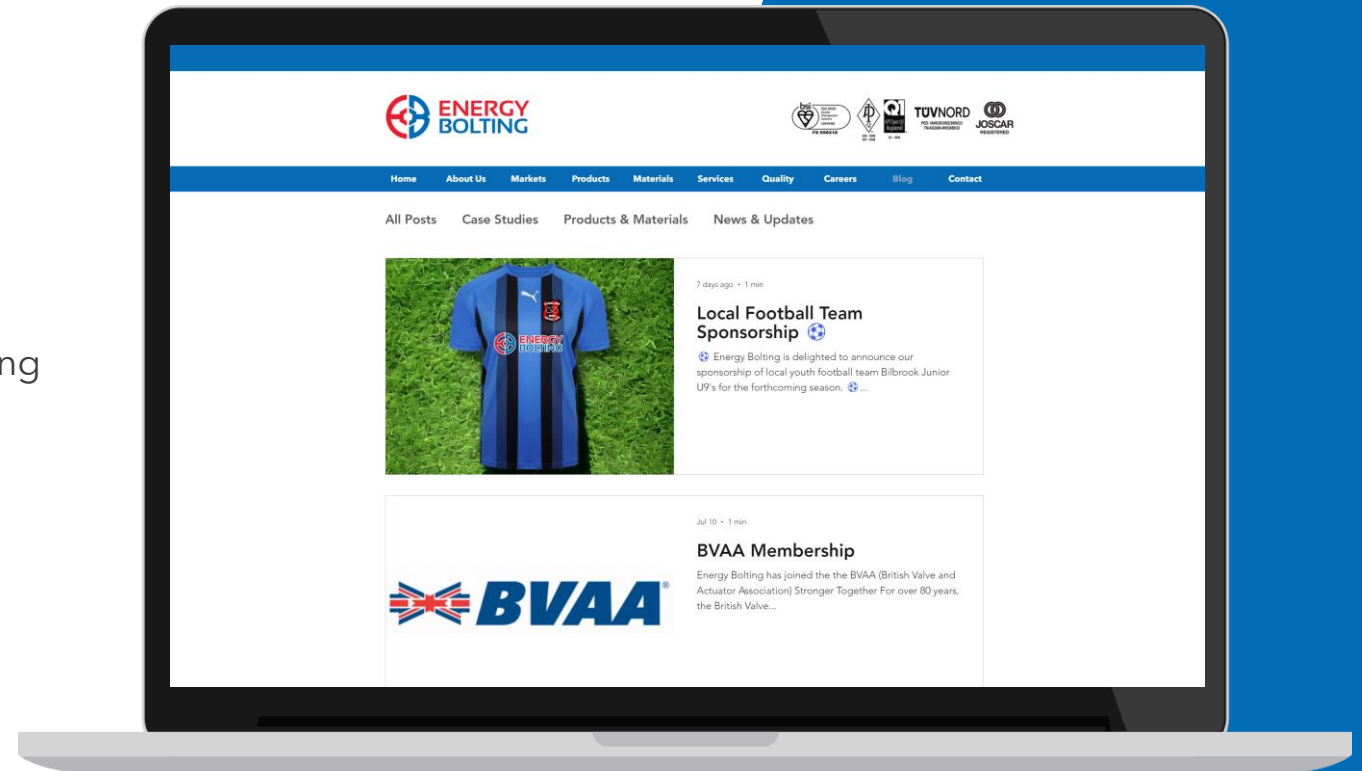 ng
ENERGY
BOLTING
bsi
TÜVNORD
JOSCAR
REGISTERED
Home About Us Markets Products Materials Services Quality Careers Blog Contact
All Posts Case Studies Products & Materials News & Updates
7 days ago • 1 min
Local Football Team
Sponsorship ⚽
⚽ Energy Bolting is delighted to announce our
sponsorship of local youth football team Bilbrook Junior
U9's for the forthcoming season. ⚽...
ENERGY
BOLTING
Jul 10 • 1 min
BVAA Membership
Energy Bolting has joined the the BVAA (British Valve and
Actuator Association) Stronger Together For over 80 years,
the British Valve...
BVAA®